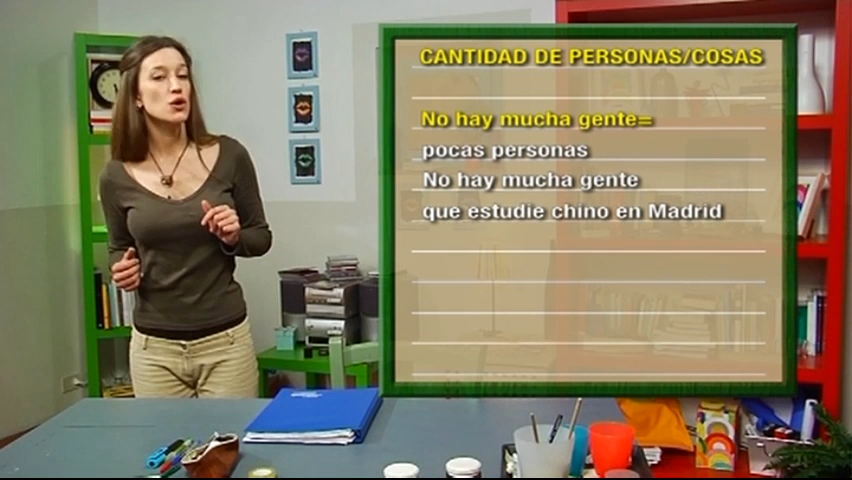 CANTIDAD DE PERSONAS/COSAS
No hay mucha gente=
pocas personas
No hay mucha gente
que estudie chino en Madrid